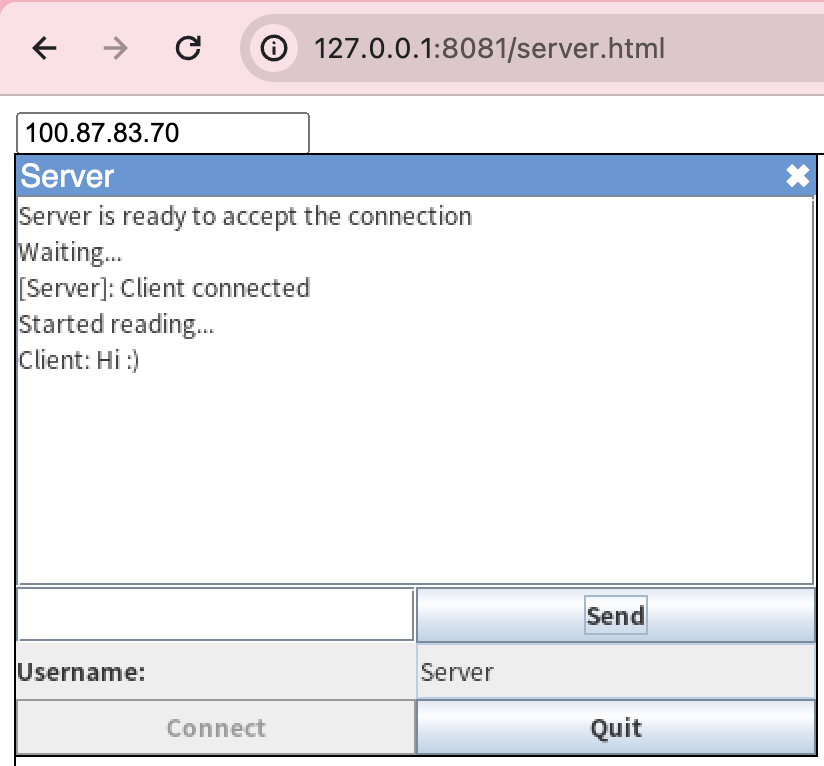 127.0.0.1:8081/server.html
100.87.83.70
Server
Server is ready to accept the connection
Waiting...
[Server]: Client connected
Started reading...
Client: Hi :)
Send
Username: Server
Connect Quit